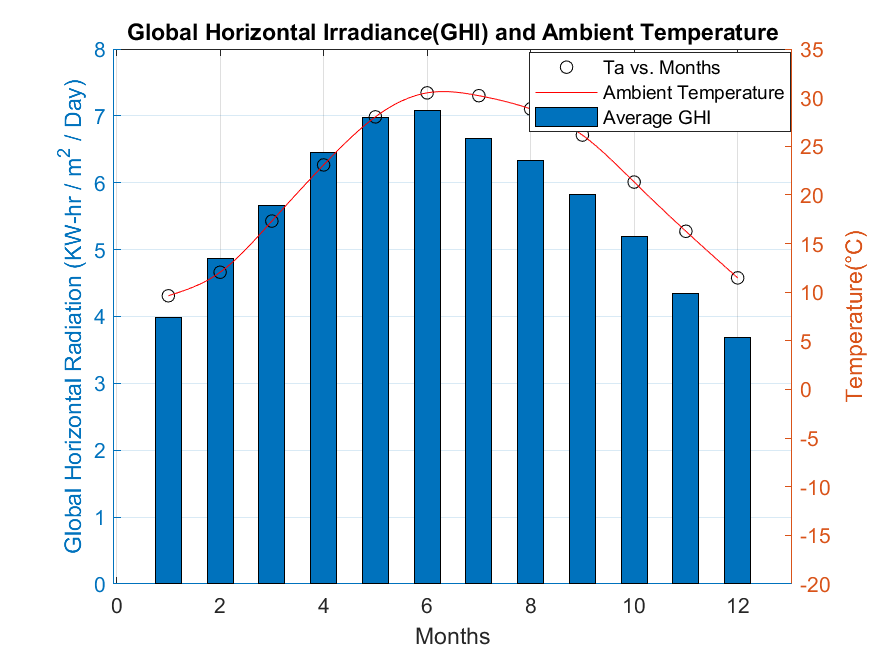 Global Horizontal Irradiance(GHI) and Ambient Temperature
Ta vs. Months
Ambient Temperature
Average GHI
Global Horizontal Radiation (KW-hr / m² / Day)
8
7
6
5
4
3
2
1
0
35
30
25
20
15
10
5
0
-5
-10
-15
-20
Temperature(°C)
0 2 4 6 8 10 12
Months